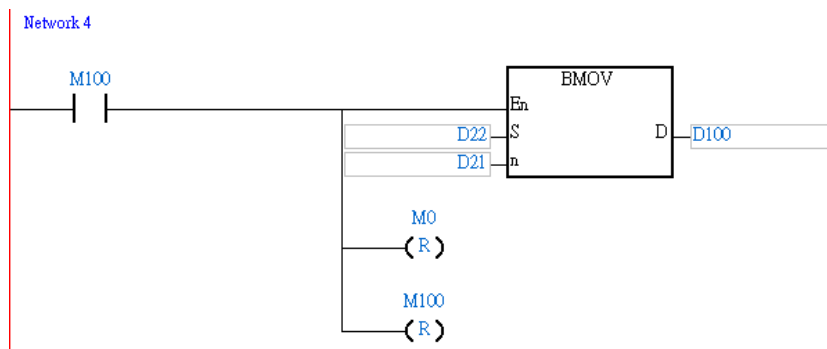 Network 4
M100
BMOV
En
D22 S D D100
D21 n
M0
R
M100
R